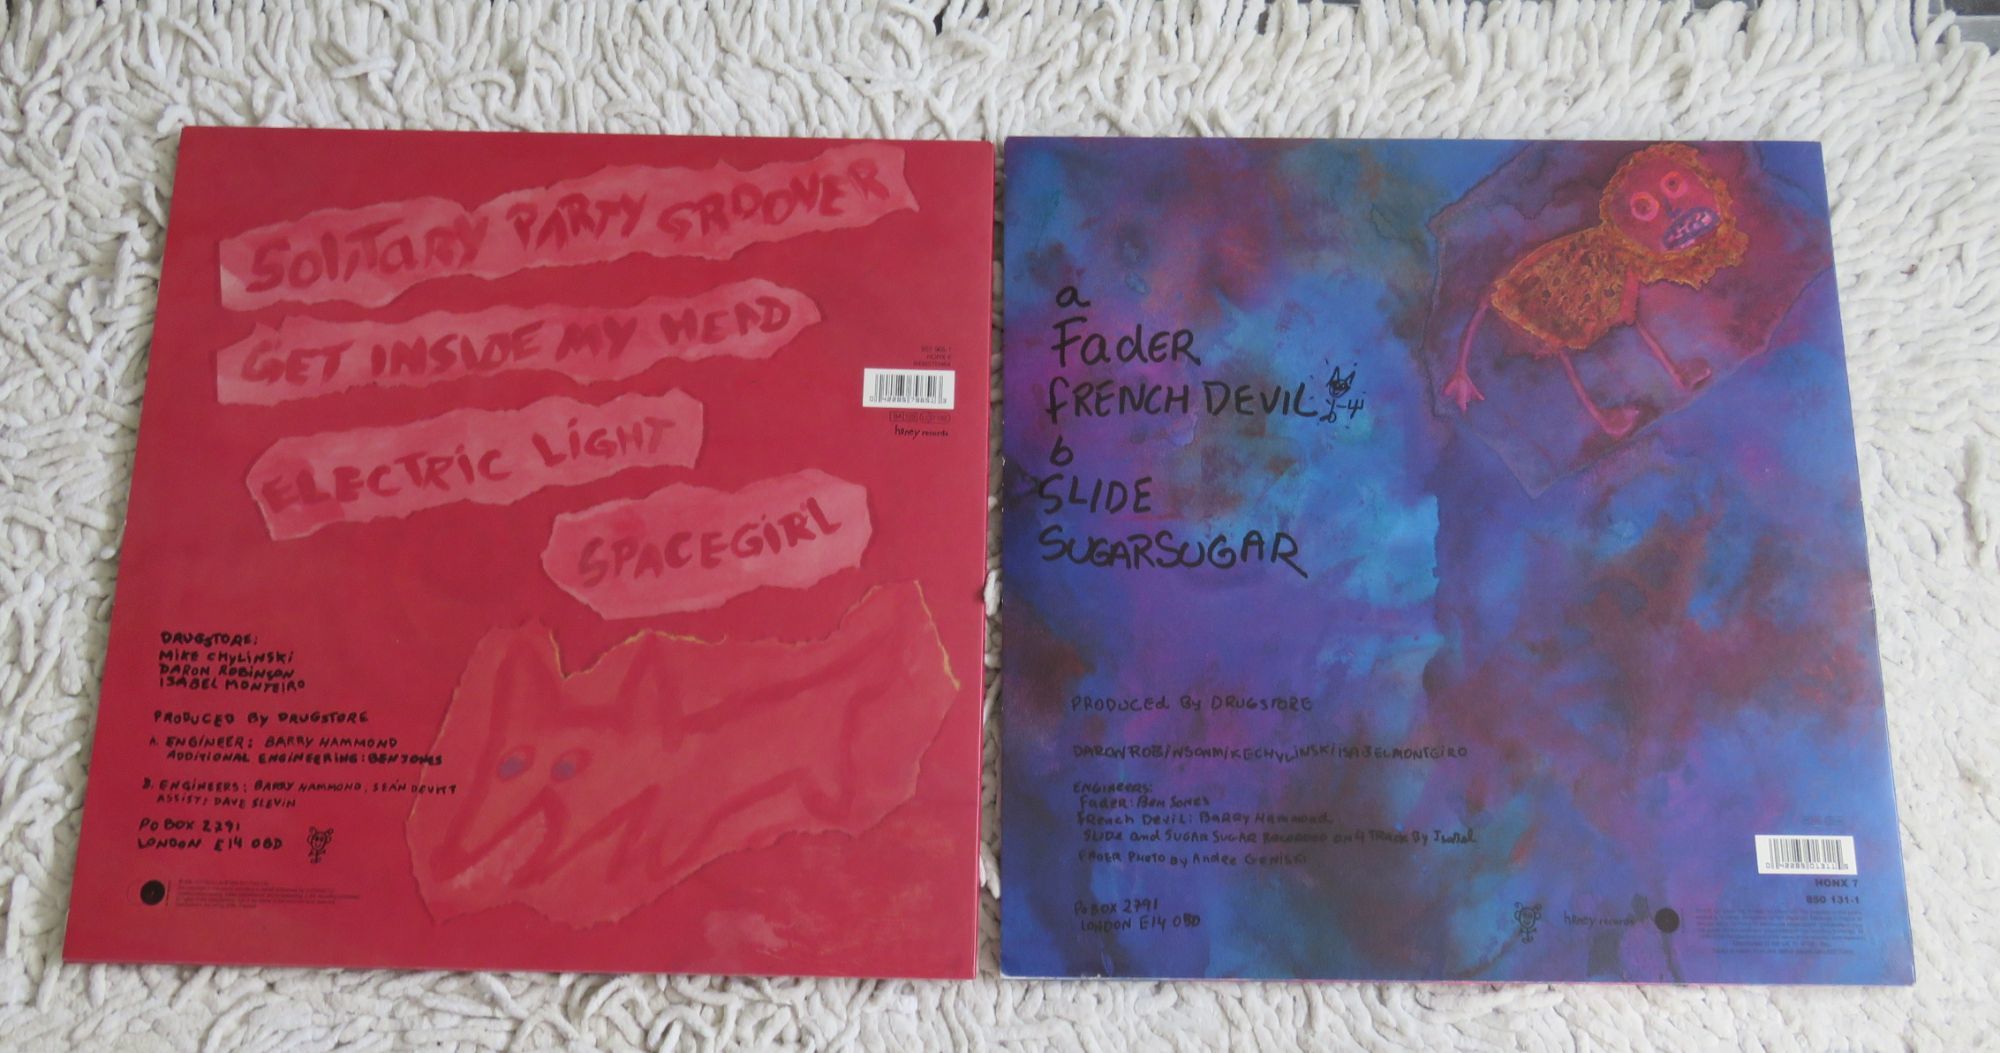 SOLITARY PARTY GROOVER
GET INSIDE MY HEAD
ELECTRIC LIGHT
SPACEGIRL
honey records
DRUGSTORE:
MIKE CHYLINSKI
DARON ROBINSON
ISABEL MONTEIRO
PRODUCED BY DRUGSTORE
A. ENGINEER: BARRY HAMMOND
ADDITIONAL ENGINEERING: BEN JONES
B. ENGINEERS: BARRY HAMMOND, SEÁN DEVITT
ASSIST: DAVE SLEVIN
PO BOX 2791
LONDON E14 0BD
a
FadER
fRENCH DEVIL
b
SLIDE
SUGARSUGAR
PRODUCEd By DRUGSTORE
DARONROBINSONMIKECHYLINSKIISABELMONTEIRO
ENGINEERS:
FadER: BEN JONES
fRENCH DEVIL: BARRY HAMMOND
SLIDE and SUGAR SUGAR RECORDED ON 4 TRACK By Isabel
FADER PHOTO by Andre Geniski
PO BOX 2791
LONDON E14 0BD
honey records
HONX 7
850 131-1